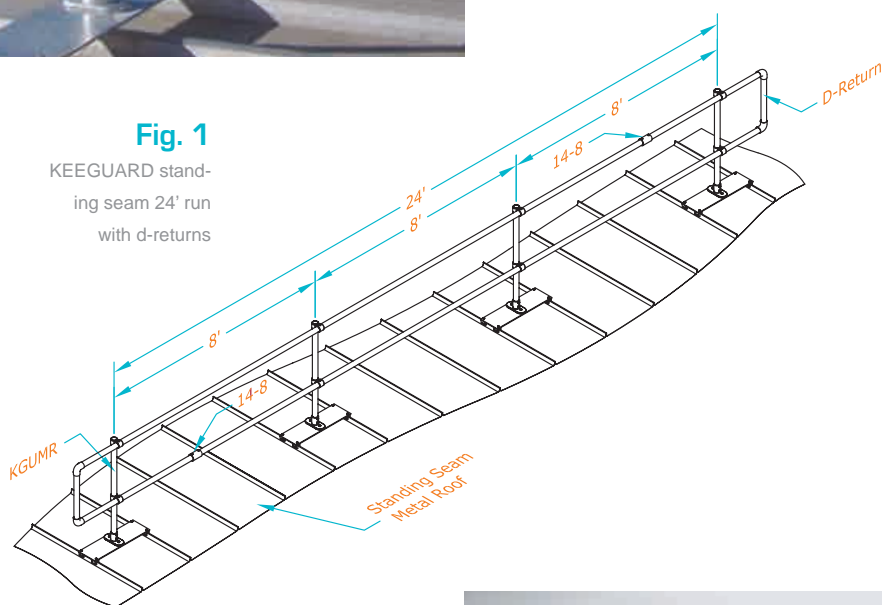 Fig. 1
KEEGUARD stand-
ing seam 24' run
with d-returns
D-Return
8'
14-8
24'
8'
8'
14-8
KGUMR
Standing Seam
Metal Roof